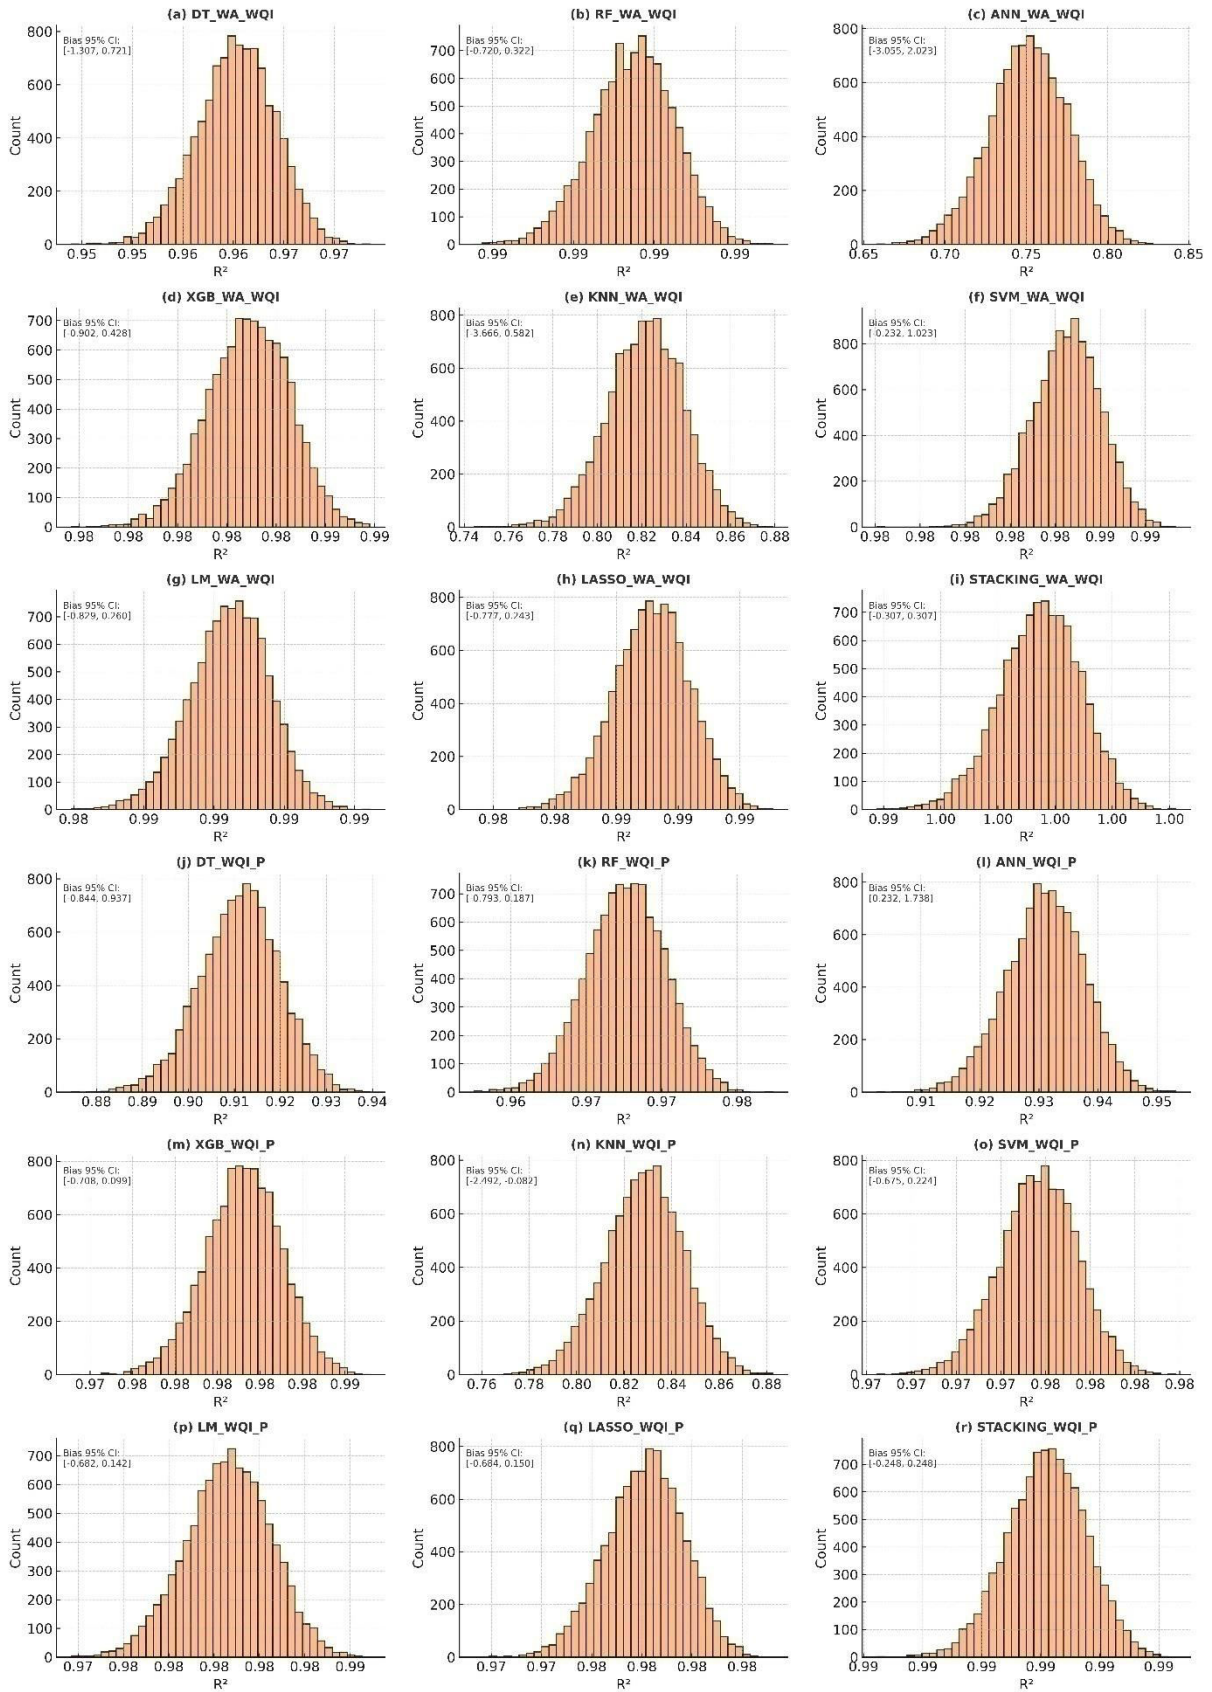 (a) DT_WA_WQI
Bias 95% CI:
[-1.307, 0.721]
Count
800
600
400
200
0
0.95 0.95 0.96 0.96 0.97 0.97
R²
(b) RF_WA_WQI
Bias 95% CI:
[-0.720, 0.322]
Count
700
600
500
400
300
200
100
0
0.99 0.99 0.99 0.99
R²
(c) ANN_WA_WQI
Bias 95% CI:
[-3.055, 2.023]
Count
800
600
400
200
0
0.65 0.70 0.75 0.80 0.85
R²
(d) XGB_WA_WQI
Bias 95% CI:
[-0.902, 0.428]
Count
700
600
500
400
300
200
100
0
0.98 0.98 0.98 0.98 0.98 0.99 0.99
R²
(e) KNN_WA_WQI
Bias 95% CI:
[-3.666, 0.582]
Count
800
600
400
200
0
0.74 0.76 0.78 0.80 0.82 0.84 0.86 0.88
R²
(f) SVM_WA_WQI
Bias 95% CI:
[-0.232, 1.023]
Count
800
600
400
200
0
0.98 0.98 0.98 0.98 0.98 0.99 0.99
R²
(g) LM_WA_WQI
Bias 95% CI:
[-0.829, 0.260]
Count
700
600
500
400
300
200
100
0
0.98 0.99 0.99 0.99 0.99
R²
(h) LASSO_WA_WQI
Bias 95% CI:
[-0.777, 0.243]
Count
800
600
400
200
0
0.98 0.98 0.99 0.99 0.99
R²
(i) STACKING_WA_WQI
Bias 95% CI:
[-0.307, 0.307]
Count
700
600
500
400
300
200
100
0
0.99 1.00 1.00 1.00 1.00 1.00
R²
(j) DT_WQI_P
Bias 95% CI:
[-0.844, 0.937]
Count
800
600
400
200
0
0.88 0.89 0.90 0.91 0.92 0.93 0.94
R²
(k) RF_WQI_P
Bias 95% CI:
[-0.793, 0.187]
Count
700
600
500
400
300
200
100
0
0.96 0.97 0.97 0.98
R²
(l) ANN_WQI_P
Bias 95% CI:
[0.232, 1.738]
Count
800
600
400
200
0
0.91 0.92 0.93 0.94 0.95
R²
(m) XGB_WQI_P
Bias 95% CI:
[-0.708, 0.099]
Count
800
600
400
200
0
0.97 0.98 0.98 0.98 0.98 0.98 0.99
R²
(n) KNN_WQI_P
Bias 95% CI:
[-2.492, -0.082]
Count
800
600
400
200
0
0.76 0.78 0.80 0.82 0.84 0.86 0.88
R²
(o) SVM_WQI_P
Bias 95% CI:
[-0.675, 0.224]
Count
800
600
400
200
0
0.97 0.97 0.97 0.97 0.98 0.98 0.98 0.98
R²
(p) LM_WQI_P
Bias 95% CI:
[-0.682, 0.142]
Count
700
600
500
400
300
200
100
0
0.97 0.98 0.98 0.98 0.98 0.98 0.99
R²
(q) LASSO_WQI_P
Bias 95% CI:
[-0.684, 0.150]
Count
800
600
400
200
0
0.97 0.97 0.98 0.98 0.98 0.98
R²
(r) STACKING_WQI_P
Bias 95% CI:
[-0.248, 0.248]
Count
700
600
500
400
300
200
100
0
0.99 0.99 0.99 0.99 0.99 0.99
R²